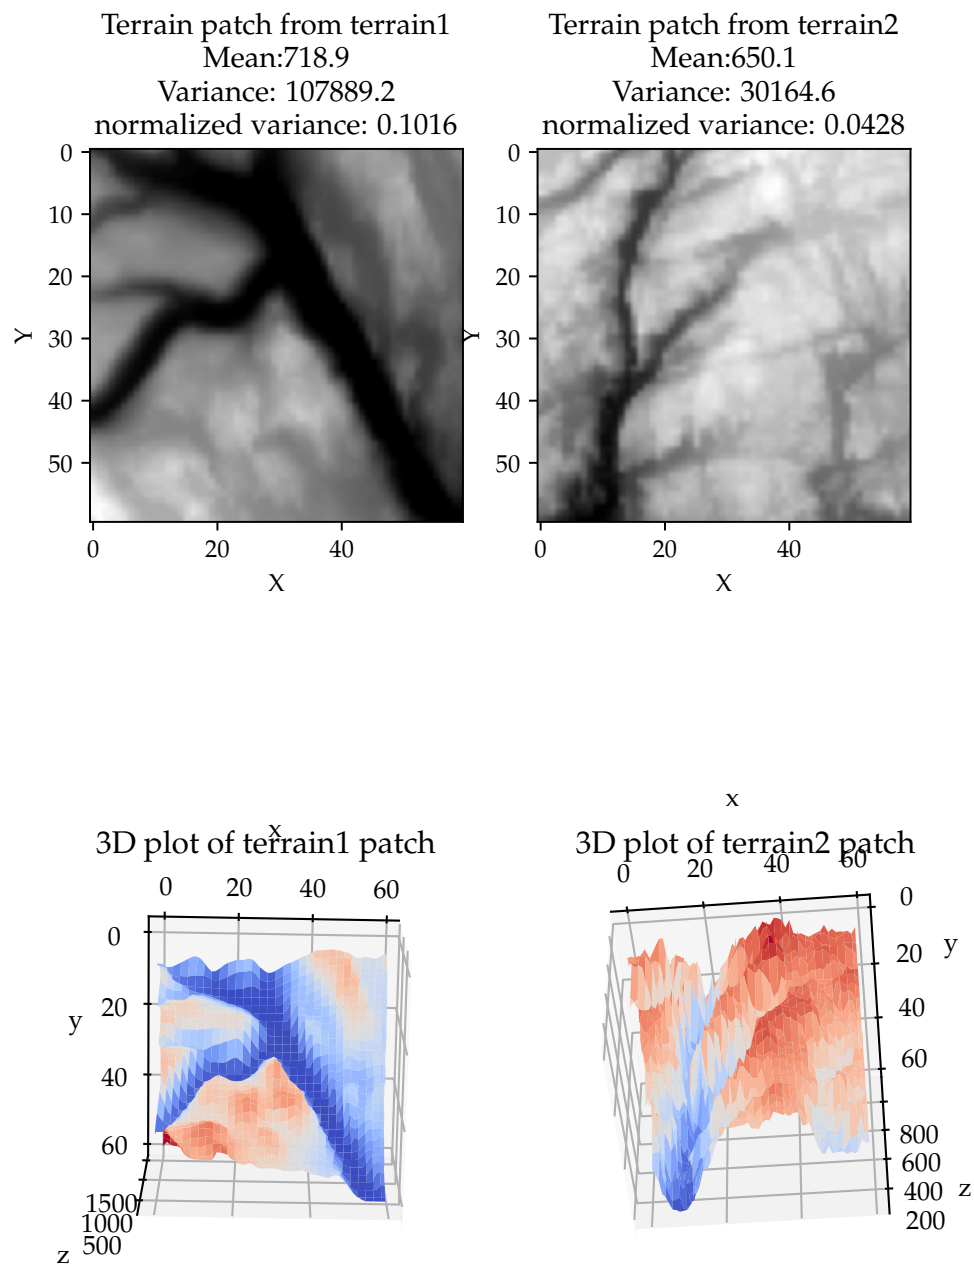 Terrain patch from terrain1
Mean:718.9
Variance: 107889.2
normalized variance: 0.1016
0
10
20
30
40
50
Y
0
20
40
X
Terrain patch from terrain2
Mean:650.1
Variance: 30164.6
normalized variance: 0.0428
0
10
20
30
40
50
Y
0
20
40
X
x
3D plot of terrain1 patch
0
20
40
60
0
20
40
60
y
1500
1000
500
z
x
3D plot of terrain2 patch
0
20
40
60
0
20
40
60
y
800
600
400
200
z